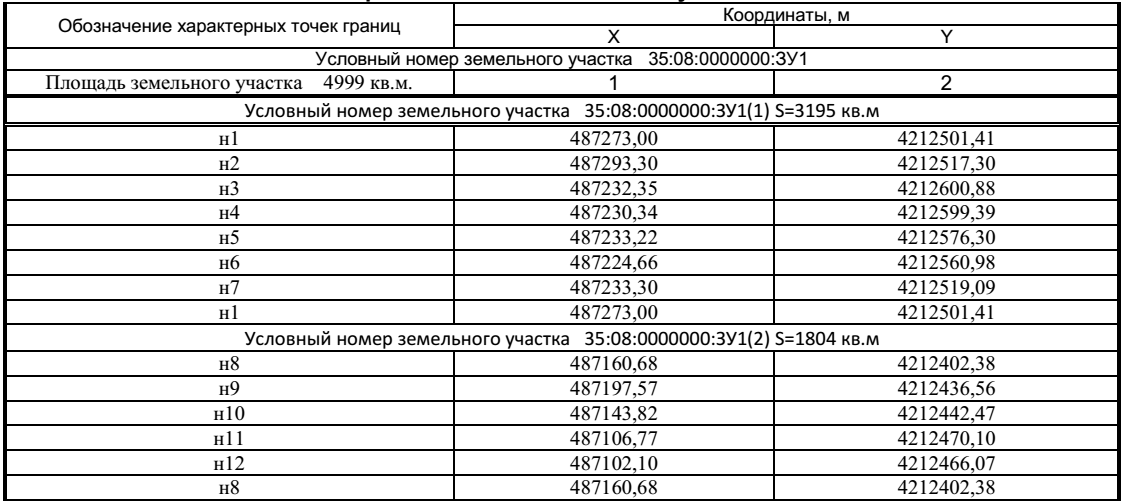 Обозначение характерных точек границ Координаты, м
X Y
Условный номер земельного участка 35:08:0000000:ЗУ1
Площадь земельного участка 4999 кв.м. 1 2
Условный номер земельного участка 35:08:0000000:ЗУ1(1) S=3195 кв.м
н1 487273,00 4212501,41
н2 487293,30 4212517,30
н3 487232,35 4212600,88
н4 487230,34 4212599,39
н5 487233,22 4212576,30
н6 487224,66 4212560,98
н7 487233,30 4212519,09
н1 487273,00 4212501,41
Условный номер земельного участка 35:08:0000000:ЗУ1(2) S=1804 кв.м
н8 487160,68 4212402,38
н9 487197,57 4212436,56
н10 487143,82 4212442,47
н11 487106,77 4212470,10
н12 487102,10 4212466,07
н8 487160,68 4212402,38